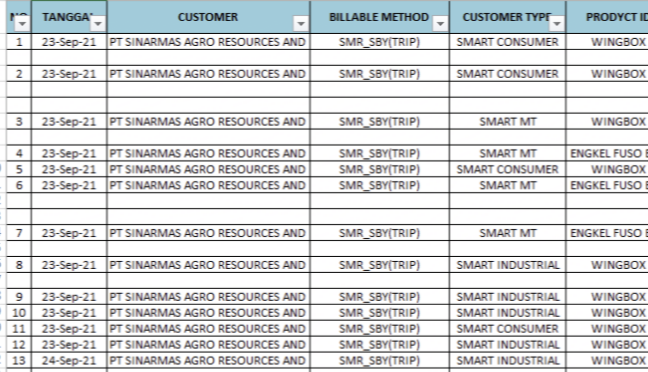 NO TANGGAL CUSTOMER BILLABLE METHOD CUSTOMER TYPE PRODYCT ID
1 23-Sep-21 PT SINARMAS AGRO RESOURCES AND SMR_SBY(TRIP) SMART CONSUMER WINGBOX
2 23-Sep-21 PT SINARMAS AGRO RESOURCES AND SMR_SBY(TRIP) SMART CONSUMER WINGBOX
3 23-Sep-21 PT SINARMAS AGRO RESOURCES AND SMR_SBY(TRIP) SMART MT WINGBOX
4 23-Sep-21 PT SINARMAS AGRO RESOURCES AND SMR_SBY(TRIP) SMART MT ENGKEL FUSO
5 23-Sep-21 PT SINARMAS AGRO RESOURCES AND SMR_SBY(TRIP) SMART CONSUMER WINGBOX
6 23-Sep-21 PT SINARMAS AGRO RESOURCES AND SMR_SBY(TRIP) SMART MT ENGKEL FUSO
7 23-Sep-21 PT SINARMAS AGRO RESOURCES AND SMR_SBY(TRIP) SMART MT ENGKEL FUSO
8 23-Sep-21 PT SINARMAS AGRO RESOURCES AND SMR_SBY(TRIP) SMART INDUSTRIAL WINGBOX
9 23-Sep-21 PT SINARMAS AGRO RESOURCES AND SMR_SBY(TRIP) SMART INDUSTRIAL WINGBOX
10 23-Sep-21 PT SINARMAS AGRO RESOURCES AND SMR_SBY(TRIP) SMART INDUSTRIAL WINGBOX
11 23-Sep-21 PT SINARMAS AGRO RESOURCES AND SMR_SBY(TRIP) SMART CONSUMER WINGBOX
12 23-Sep-21 PT SINARMAS AGRO RESOURCES AND SMR_SBY(TRIP) SMART INDUSTRIAL WINGBOX
13 24-Sep-21 PT SINARMAS AGRO RESOURCES AND SMR_SBY(TRIP) SMART INDUSTRIAL WINGBOX